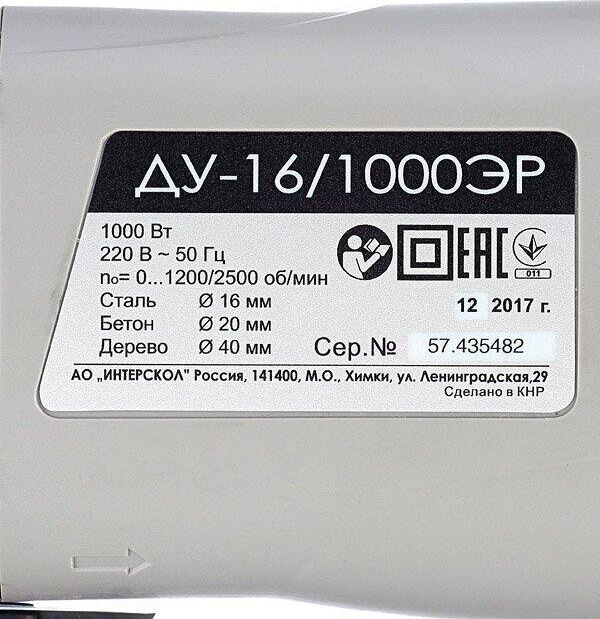 ДУ-16/1000ЭР
1000 Вт
220 В ~ 50 Гц
n₀= 0...1200/2500 об/мин
Сталь Ø 16 мм
Бетон Ø 20 мм
Дерево Ø 40 мм
EAC
011
12 2017 г.
Сер.№ 57.435482
АО „ИНТЕРСКОЛ" Россия, 141400, М.О., Химки, ул. Ленинградская,29
Сделано в КНР